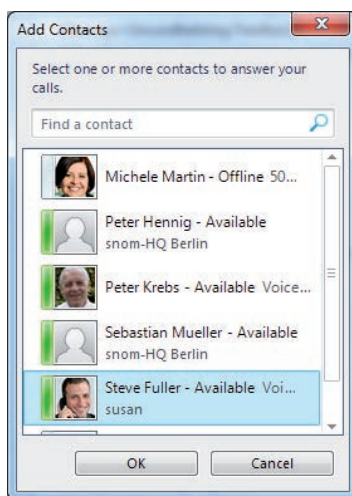 Add Contacts
Select one or more contacts to answer your
calls.
Find a contact
Michele Martin - Offline 50...
Peter Hennig - Available
snom-HQ Berlin
Peter Krebs - Available Voice...
Sebastian Mueller - Available
snom-HQ Berlin
Steve Fuller - Available Voi...
susan
OK
Cancel